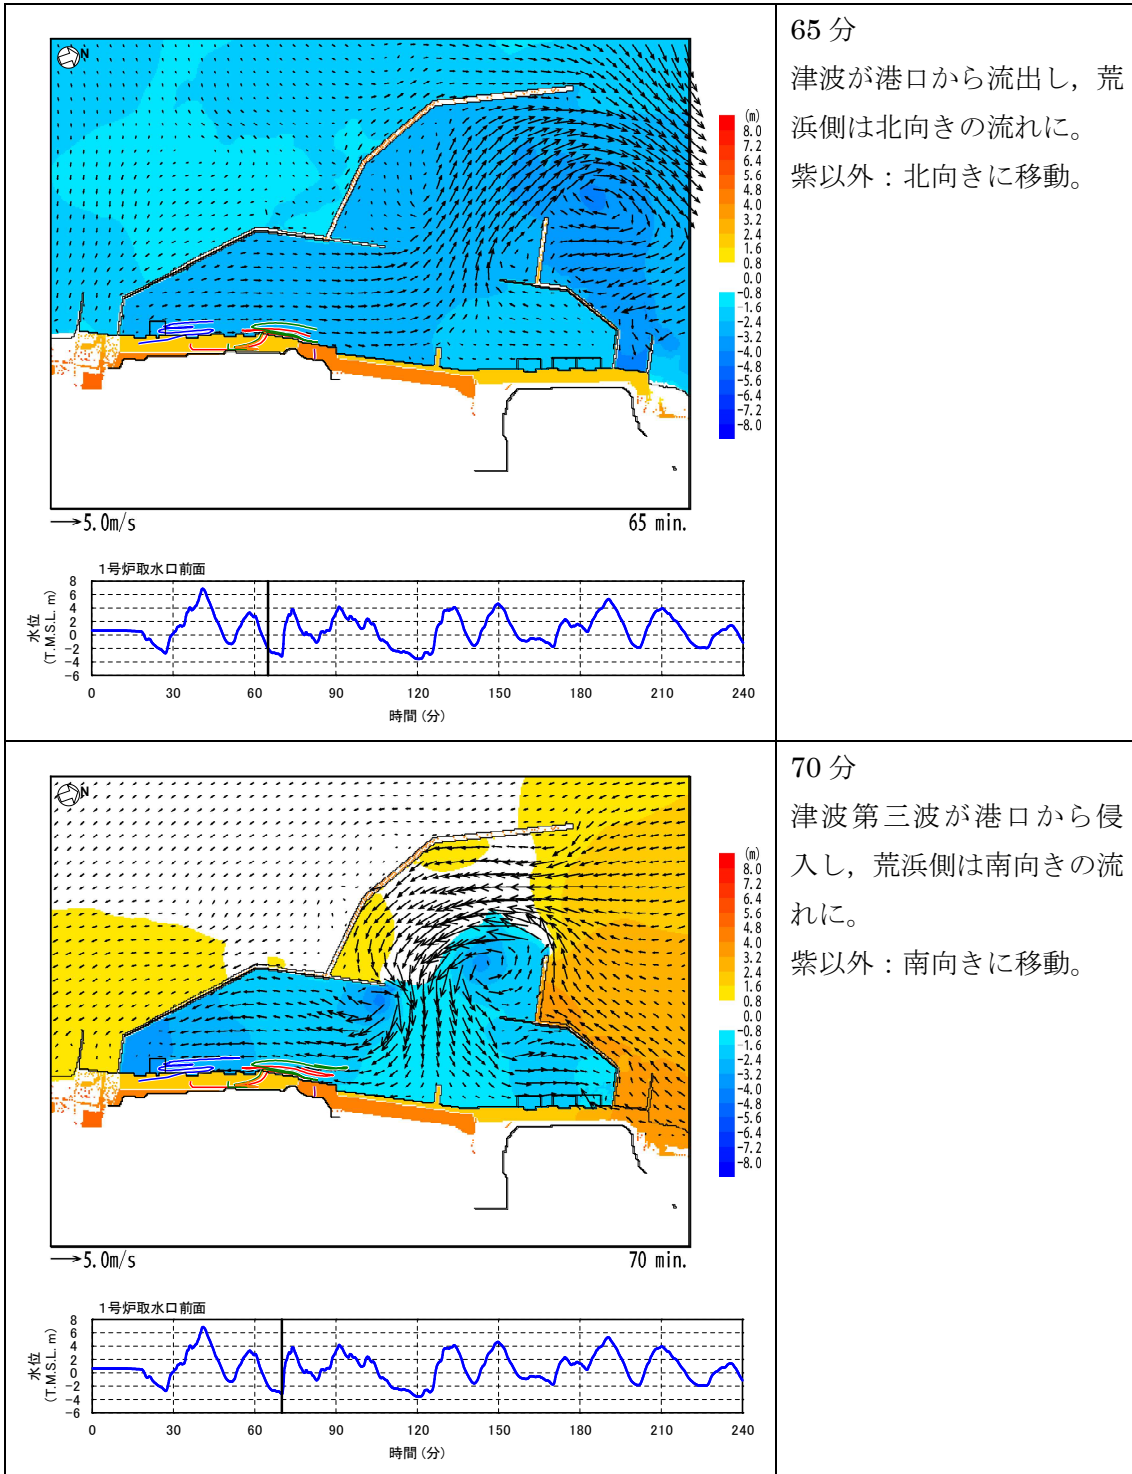 65 分
津波が港口から流出し，荒
浜側は北向きの流れに。
紫以外：北向きに移動。
N
(m)
8.0
7.2
6.4
5.6
4.8
4.0
3.2
2.4
1.6
0.8
0.0
-0.8
-1.6
-2.4
-3.2
-4.0
-4.8
-5.6
-6.4
-7.2
-8.0
5.0m/s
65 min.
1号炉取水口前面
水位
(T.M.S.L. m)
8
6
4
2
0
-2
-4
-6
0 30 60 90 120 150 180 210 240
時間(分)
70 分
津波第三波が港口から侵
入し，荒浜側は南向きの流
れに。
紫以外：南向きに移動。
N
(m)
8.0
7.2
6.4
5.6
4.8
4.0
3.2
2.4
1.6
0.8
0.0
-0.8
-1.6
-2.4
-3.2
-4.0
-4.8
-5.6
-6.4
-7.2
-8.0
5.0m/s
70 min.
1号炉取水口前面
水位
(T.M.S.L. m)
8
6
4
2
0
-2
-4
-6
0 30 60 90 120 150 180 210 240
時間(分)